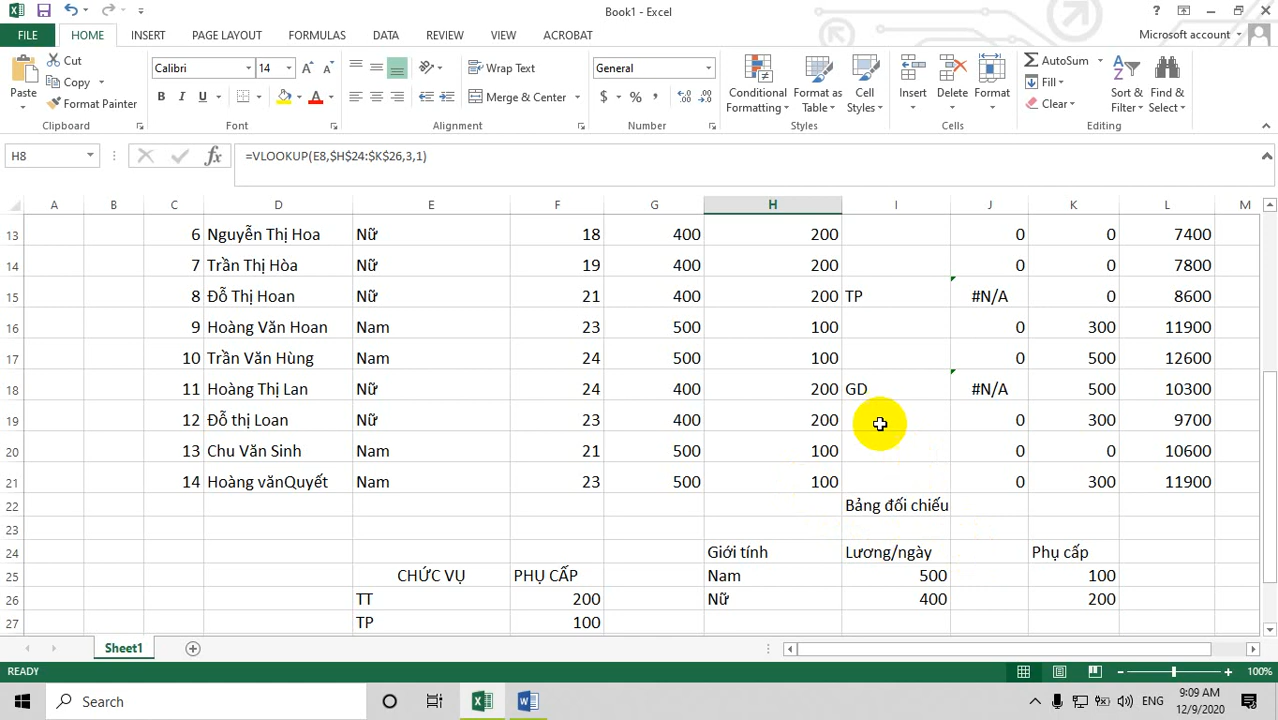 Book1 - Excel
FILE HOME INSERT PAGE LAYOUT FORMULAS DATA REVIEW VIEW ACROBAT Microsoft account
Paste Cut Copy Format Painter
Calibri 14
B I U A
Wrap Text
Merge & Center
General
$ % ,
Conditional Formatting Format as Table Cell Styles
Insert Delete Format
AutoSum Fill Clear
Sort & Filter Find & Select
Clipboard Font Alignment Number Styles Cells Editing
H8 fx =VLOOKUP(E8,$H$24:$K$26,3,1)
A B C D E F G H I J K L M
13 6 Nguyễn Thị Hoa Nữ 18 400 200 0 0 7400
14 7 Trần Thị Hòa Nữ 19 400 200 0 0 7800
15 8 Đỗ Thị Hoan Nữ 21 400 200 TP #N/A 0 8600
16 9 Hoàng Văn Hoan Nam 23 500 100 0 300 11900
17 10 Trần Văn Hùng Nam 24 500 100 0 500 12600
18 11 Hoàng Thị Lan Nữ 24 400 200 GD #N/A 500 10300
19 12 Đỗ thị Loan Nữ 23 400 200 0 300 9700
20 13 Chu Văn Sinh Nam 21 500 100 0 0 10600
21 14 Hoàng vănQuyết Nam 23 500 100 0 300 11900
22 Bảng đối chiếu
23
24 Giới tính Lương/ngày Phụ cấp
25 CHỨC VỤ PHỤ CẤP Nam 500 100
26 TT 200 Nữ 400 200
27 TP 100
Sheet1
READY 100%
Search ENG 9:09 AM
12/9/2020